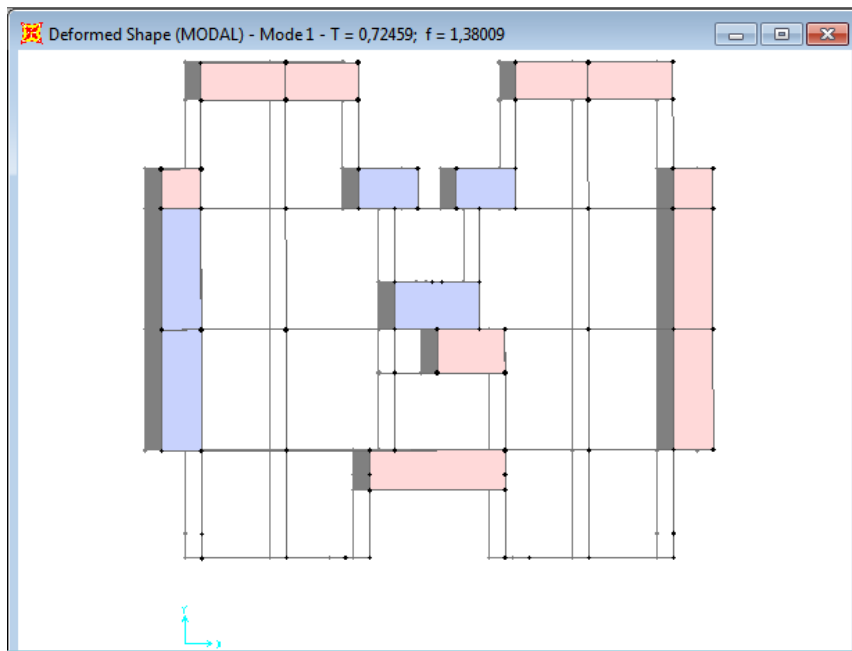 Deformed Shape (MODAL) - Mode 1 - T = 0,72459; f = 1,38009
Y
X